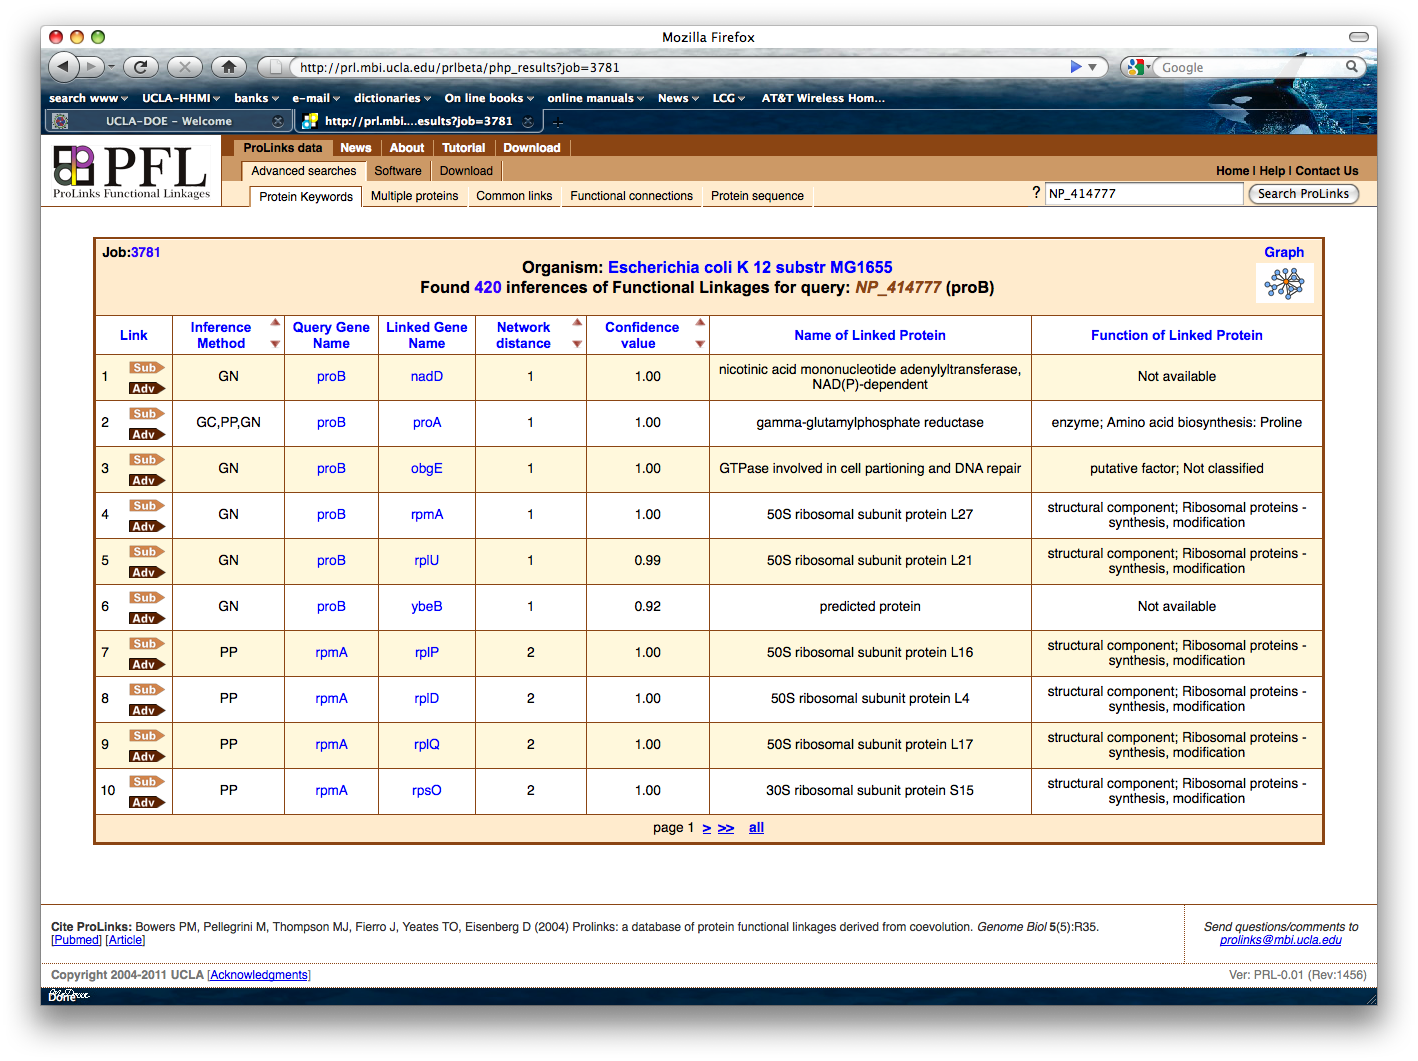 Mozilla Firefox
http://prl.mbi.ucla.edu/prlbeta/php_results?job=3781
Google
search www UCLA-HHMI banks e-mail dictionaries On line books online manuals News LCG AT&T Wireless Hom...
UCLA-DOE - Welcome
http://prl.mbi....esults?job=3781
PFL
ProLinks Functional Linkages
ProLinks data News About Tutorial Download
Advanced searches Software Download
Home | Help | Contact Us
Protein Keywords Multiple proteins Common links Functional connections Protein sequence
? NP_414777 Search ProLinks
Job:3781
Graph
Organism: Escherichia coli K 12 substr MG1655
Found 420 inferences of Functional Linkages for query: NP_414777 (proB)
Link Inference Method Query Gene Name Linked Gene Name Network distance Confidence value Name of Linked Protein Function of Linked Protein
1 Sub Adv GN proB nadD 1 1.00 nicotinic acid mononucleotide adenylyltransferase, NAD(P)-dependent Not available
2 Sub Adv GC,PP,GN proB proA 1 1.00 gamma-glutamylphosphate reductase enzyme; Amino acid biosynthesis: Proline
3 Sub Adv GN proB obgE 1 1.00 GTPase involved in cell partioning and DNA repair putative factor; Not classified
4 Sub Adv GN proB rpmA 1 1.00 50S ribosomal subunit protein L27 structural component; Ribosomal proteins - synthesis, modification
5 Sub Adv GN proB rplU 1 0.99 50S ribosomal subunit protein L21 structural component; Ribosomal proteins - synthesis, modification
6 Sub Adv GN proB ybeB 1 0.92 predicted protein Not available
7 Sub Adv PP rpmA rplP 2 1.00 50S ribosomal subunit protein L16 structural component; Ribosomal proteins - synthesis, modification
8 Sub Adv PP rpmA rplD 2 1.00 50S ribosomal subunit protein L4 structural component; Ribosomal proteins - synthesis, modification
9 Sub Adv PP rpmA rplQ 2 1.00 50S ribosomal subunit protein L17 structural component; Ribosomal proteins - synthesis, modification
10 Sub Adv PP rpmA rpsO 2 1.00 30S ribosomal subunit protein S15 structural component; Ribosomal proteins - synthesis, modification
page 1 > >> all
Cite ProLinks: Bowers PM, Pellegrini M, Thompson MJ, Fierro J, Yeates TO, Eisenberg D (2004) Prolinks: a database of protein functional linkages derived from coevolution. Genome Biol 5(5):R35.
[Pubmed] [Article]
Send questions/comments to
prolinks@mbi.ucla.edu
Copyright 2004-2011 UCLA [Acknowledgments]
Ver: PRL-0.01 (Rev:1456)
Done